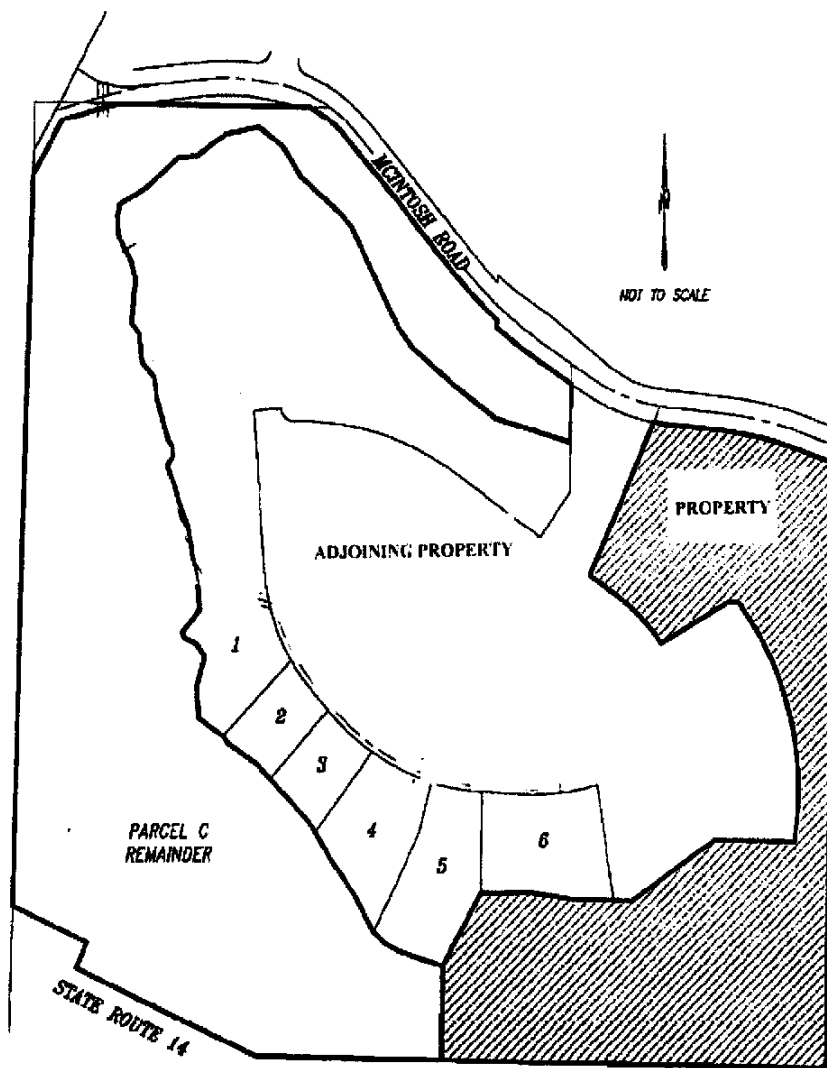 MCINTOSH ROAD
N
NOT TO SCALE
PROPERTY
ADJOINING PROPERTY
1
2
3
4
5
6
PARCEL C
REMAINDER
STATE ROUTE 14